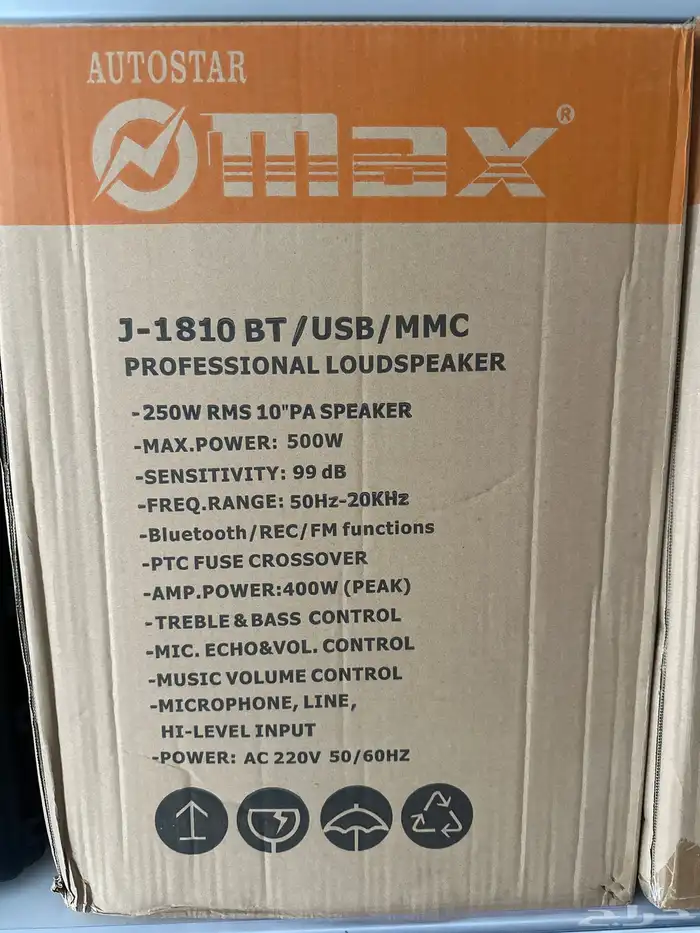 AUTOSTAR
Omax®
J-1810 BT/USB/MMC
PROFESSIONAL LOUDSPEAKER
-250W RMS 10"PA SPEAKER
-MAX.POWER: 500W
-SENSITIVITY: 99 dB
-FREQ.RANGE: 50Hz-20KHz
-Bluetooth/REC/FM functions
-PTC FUSE CROSSOVER
-AMP.POWER:400W (PEAK)
-TREBLE&BASS CONTROL
-MIC. ECHO&VOL. CONTROL
-MUSIC VOLUME CONTROL
-MICROPHONE, LINE,
HI-LEVEL INPUT
-POWER: AC 220V 50/60HZ
حراج